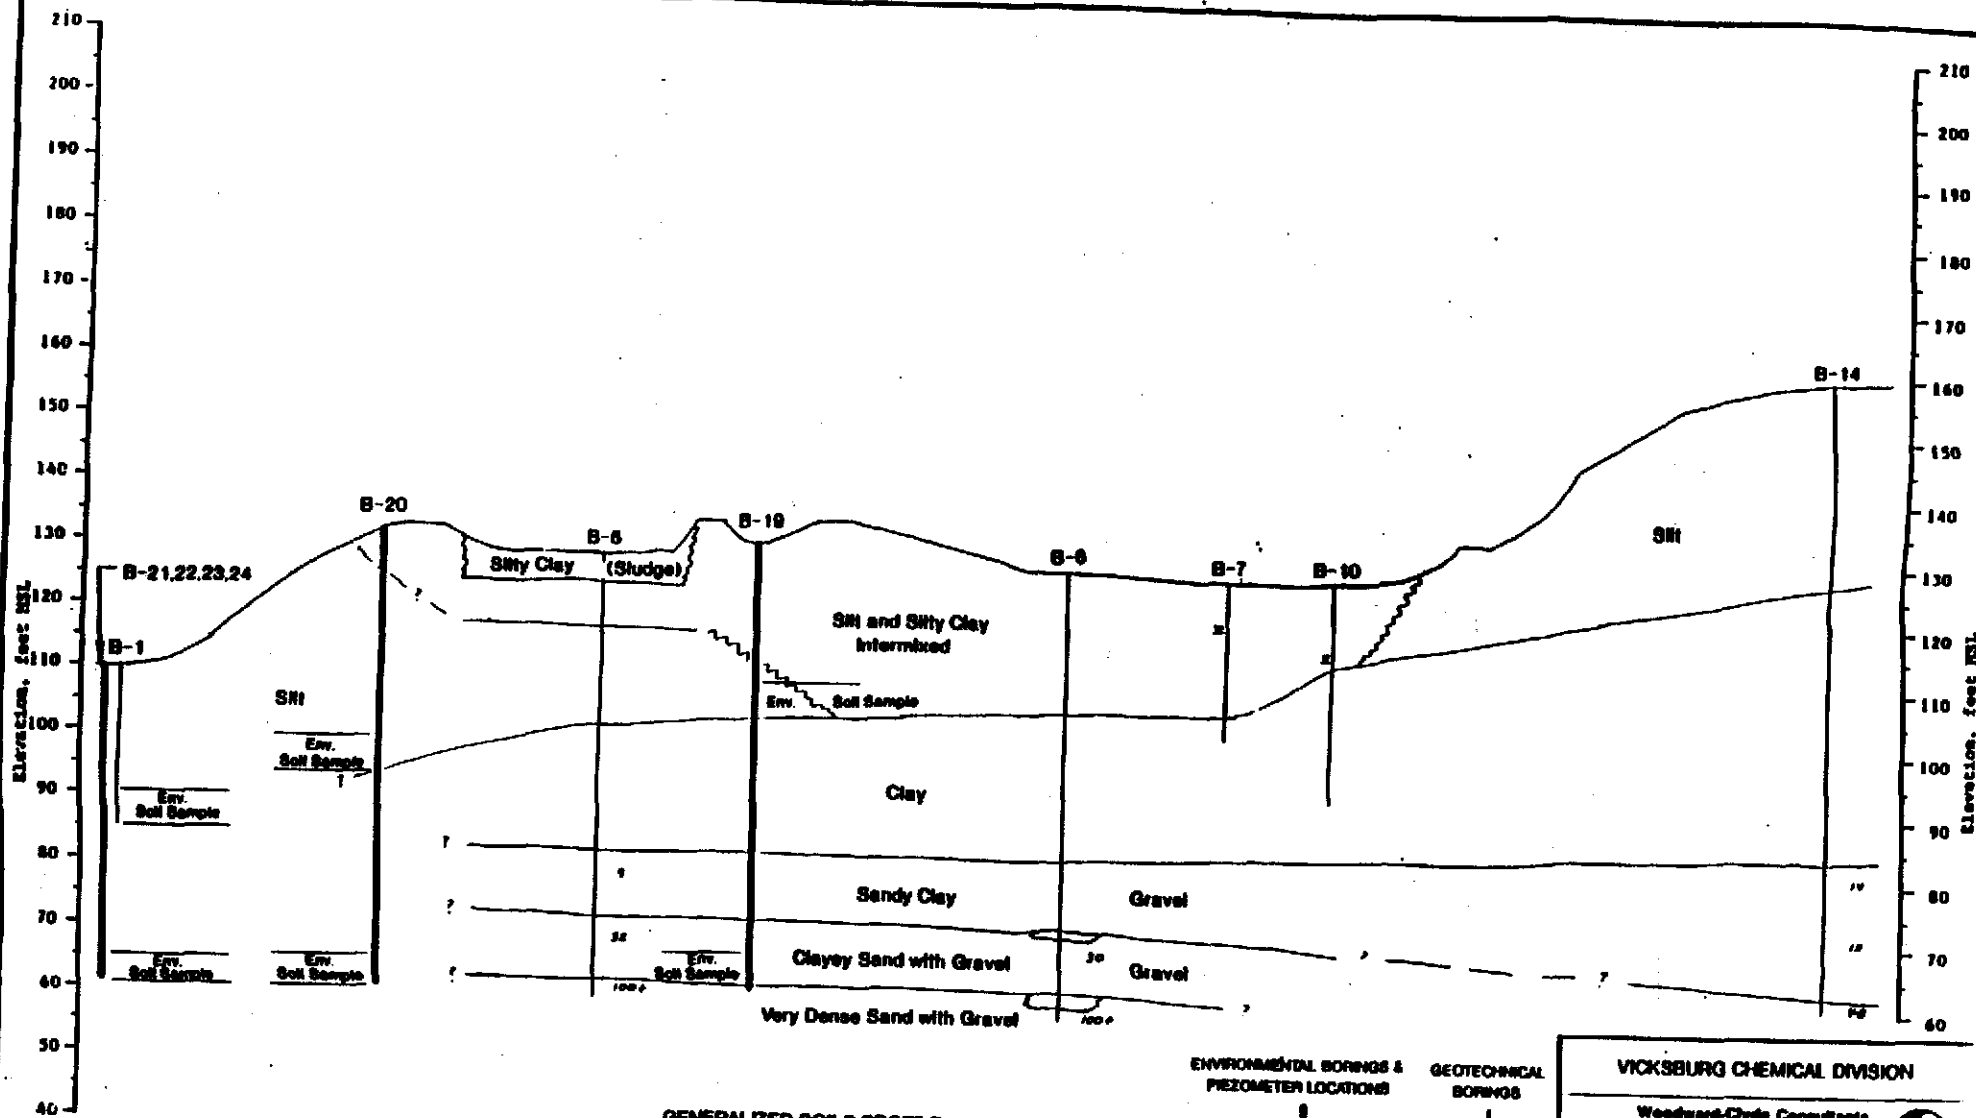 210
200
190
180
170
160
150
140
130
120
110
100
90
80
70
60
50
40
Elevation, feet MSL
210
200
190
180
170
160
150
140
130
120
110
100
90
80
70
60
Elevation, feet MSL
B-14
B-20
B-19
B-7
B-10
B-21,22,23,24
B-1
Silty Clay (Sludge)
Silt
Silt and Silty Clay
Intermixed
Silt
Env. Soil Sample
Env.
Soil Sample
Env.
Soil Sample
Clay
Sandy Clay
Gravel
Clayey Sand with Gravel
Gravel
Env.
Soil Sample
Env.
Soil Sample
Env.
Soil Sample
?
?
?
?
?
?
?
?
30
100+
100+
Very Dense Sand with Gravel
ENVIRONMENTAL BORINGS &
PIEZOMETER LOCATIONS
GEOTECHNICAL
BORINGS
VICKSBURG CHEMICAL DIVISION
Woodward-Clyde Consultants